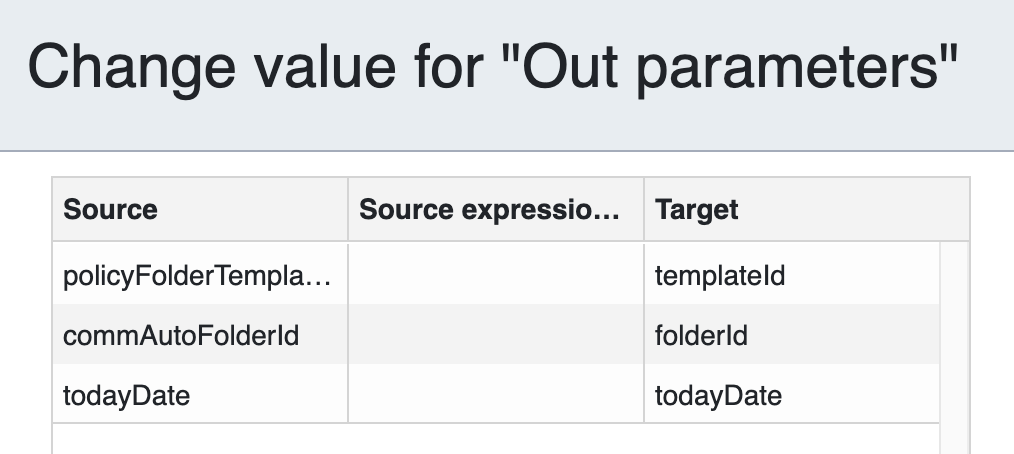 Change value for "Out parameters"
Source Source expressio... Target
policyFolderTempla... templateId
commAutoFolderId folderId
todayDate todayDate